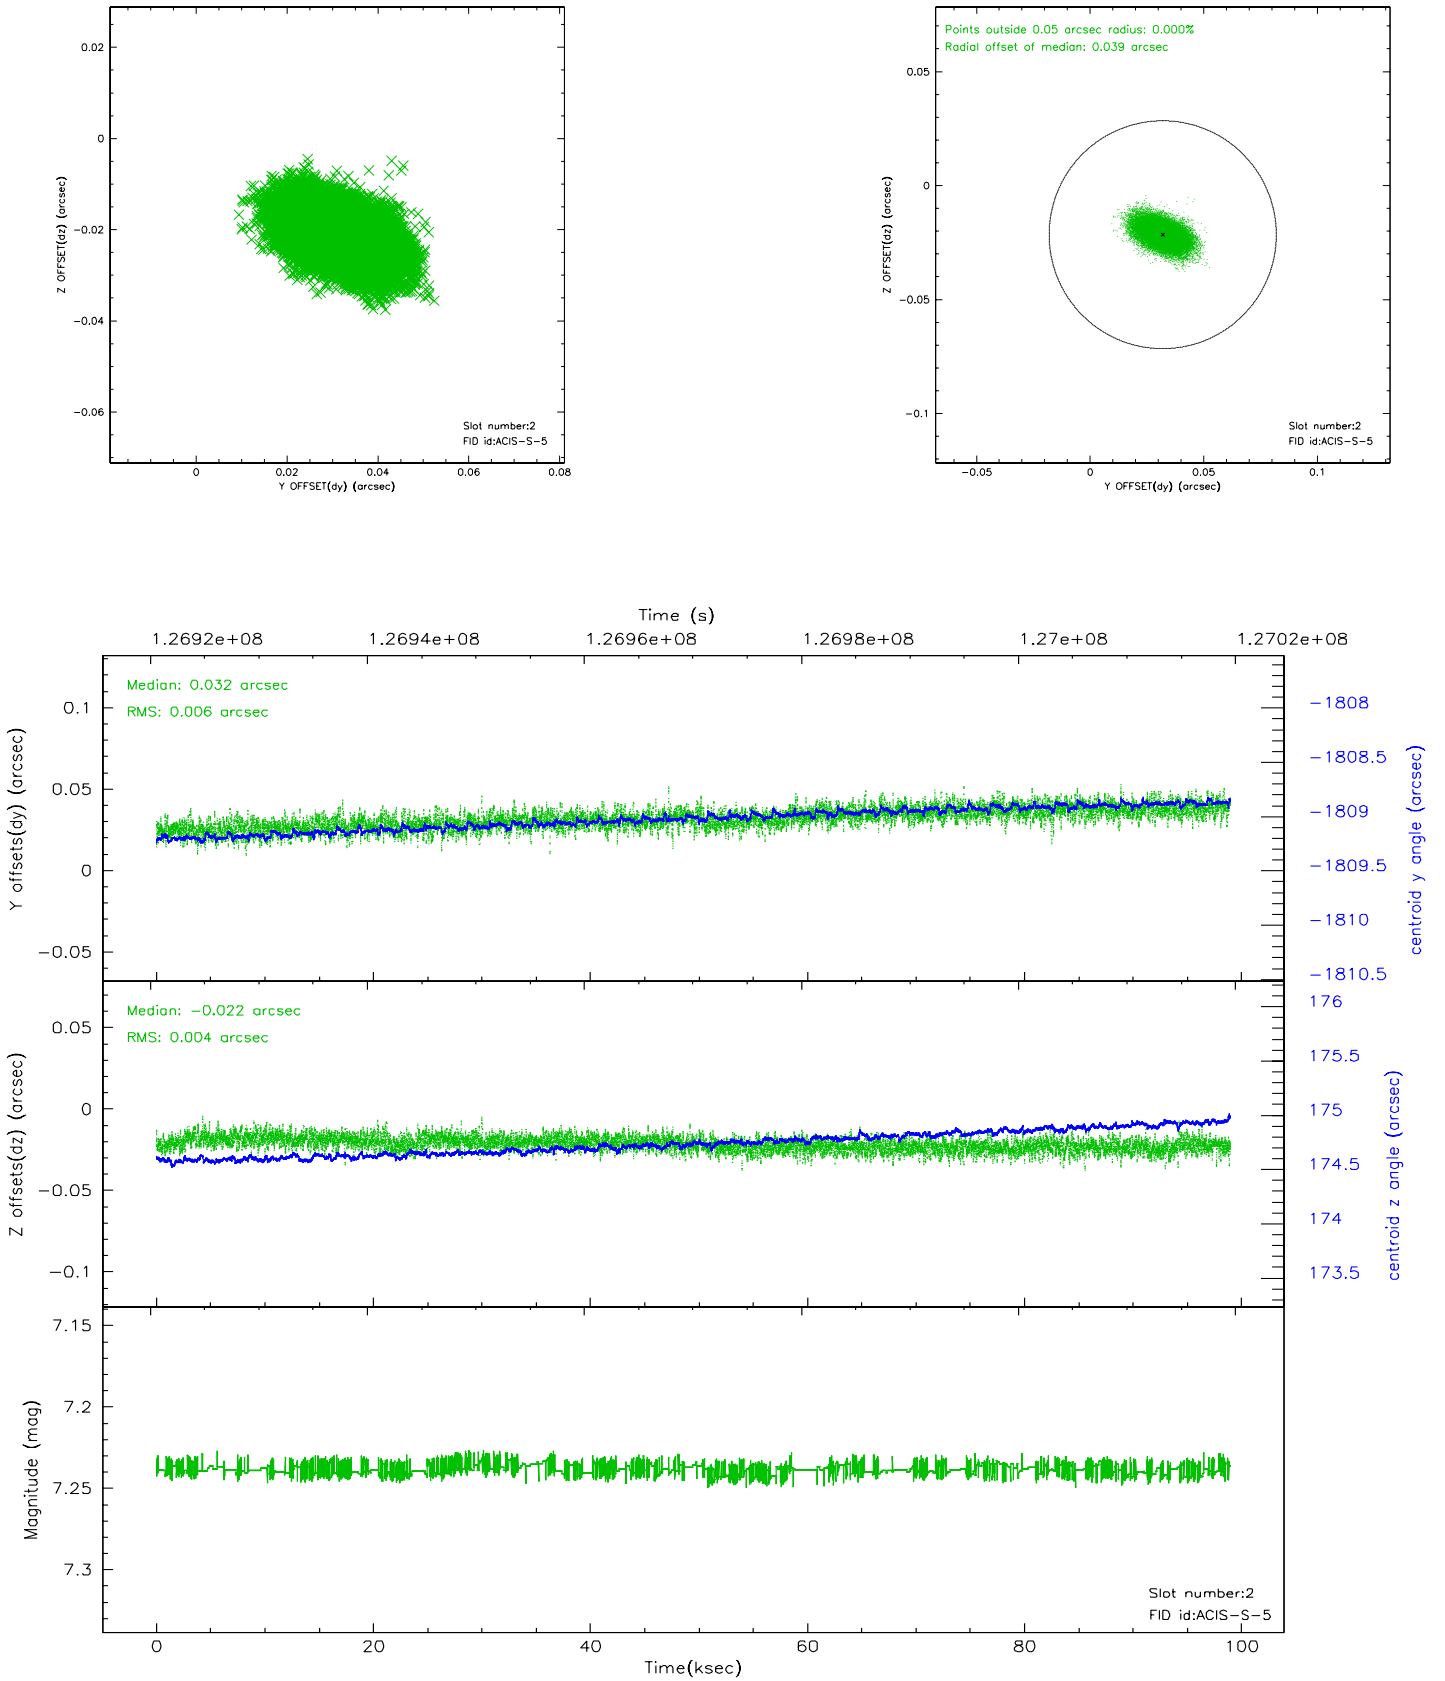 0.02
0
−0.02
−0.04
−0.06
Z OFFSET(dz) (arcsec)
Slot number:2
FID id:ACIS−S−5
0
0.02
0.04
0.06
0.08
Y OFFSET(dy) (arcsec)
Points outside 0.05 arcsec radius: 0.000%
Radial offset of median: 0.039 arcsec
0.05
0
−0.05
−0.1
Z OFFSET(dz) (arcsec)
Slot number:2
FID id:ACIS−S−5
−0.05
0
0.05
0.1
Y OFFSET(dy) (arcsec)
Time (s)
1.2692e+08
1.2694e+08
1.2696e+08
1.2698e+08
1.27e+08
1.2702e+08
Median: 0.032 arcsec
RMS: 0.006 arcsec
0.1
0.05
0
−0.05
Y offsets(dy) (arcsec)
−1808
−1808.5
−1809
−1809.5
−1810
−1810.5
centroid y angle (arcsec)
Median: −0.022 arcsec
RMS: 0.004 arcsec
0.05
0
−0.05
−0.1
Z offsets(dz) (arcsec)
176
175.5
175
174.5
174
173.5
centroid z angle (arcsec)
7.15
7.2
7.25
7.3
Magnitude (mag)
Slot number:2
FID id:ACIS−S−5
0
20
40
60
80
100
Time(ksec)